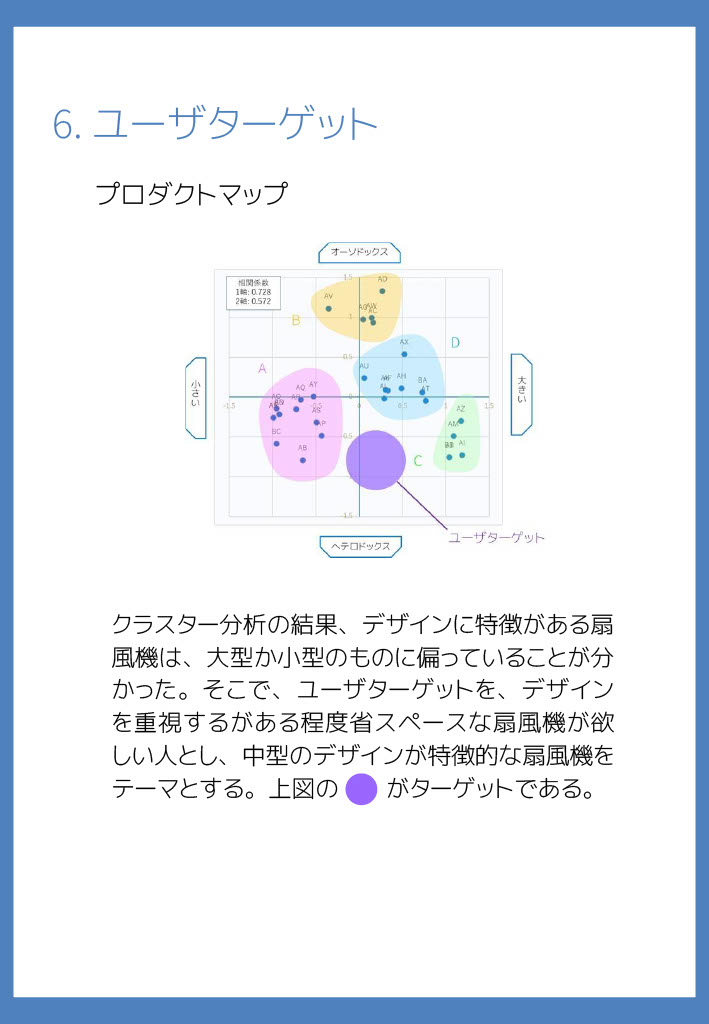 6. ユーザターゲット
プロダクトマップ
オーソドックス
相関係数
1軸: 0.728
2軸: 0.572
1.5
AO
AV
B
1
AX
D
0.5
A
AU
小さい
大きい
AH
BA
AT
AQ
AY
-1.5
0
0.5
1
1.5
AZ
AS
AM
BC
0.5
AI
AB
C
-1.5
ユーザターゲット
ヘテロドックス
クラスター分析の結果、デザインに特徴がある扇
風機は、大型か小型のものに偏っていることが分
かった。そこで、ユーザターゲットを、デザイン
を重視するがある程度省スペースな扇風機が欲
しい人とし、中型のデザインが特徴的な扇風機を
テーマとする。上図の がターゲットである。